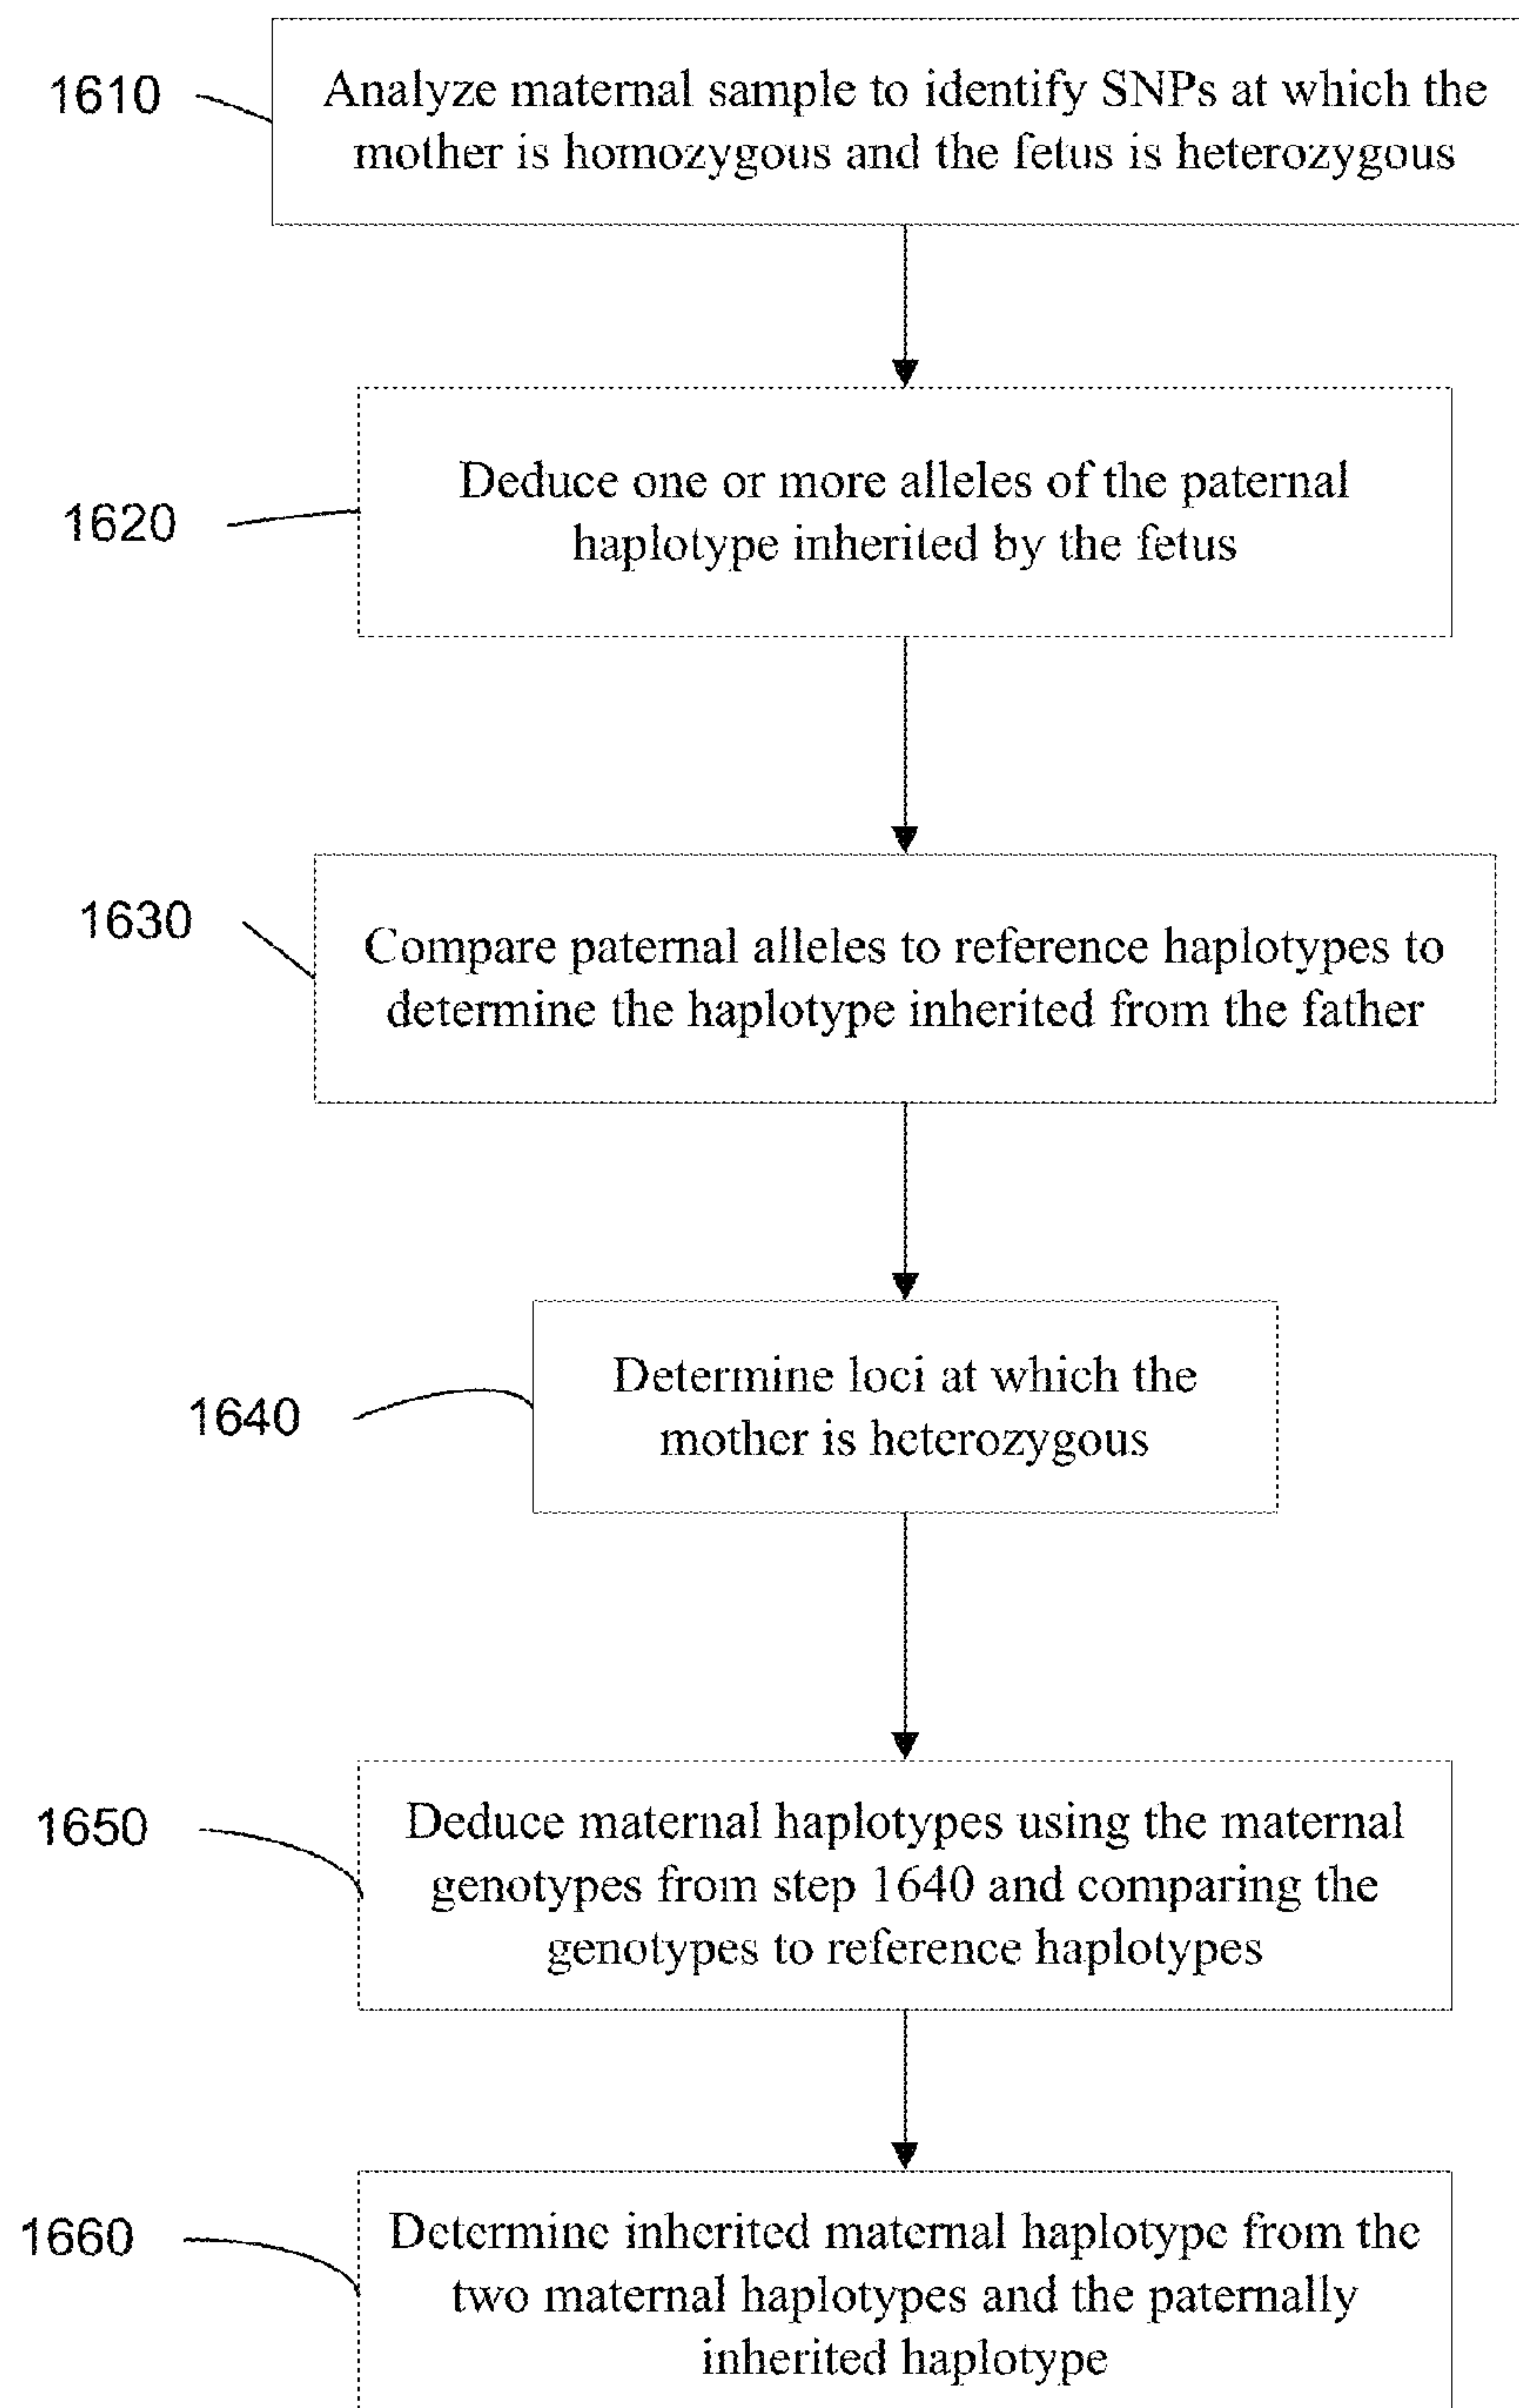 1610
Analyze maternal sample to identify SNPs at which the
mother is homozygous and the fetus is heterozygous
1620
Deduce one or more alleles of the paternal
haplotype inherited by the fetus
1630
Compare paternal alleles to reference haplotypes to
determine the haplotype inherited from the father
1640
Determine loci at which the
mother is heterozygous
1650
Deduce maternal haplotypes using the maternal
genotypes from step 1640 and comparing the
genotypes to reference haplotypes
1660
Determine inherited maternal haplotype from the
two maternal haplotypes and the paternally
inherited haplotype